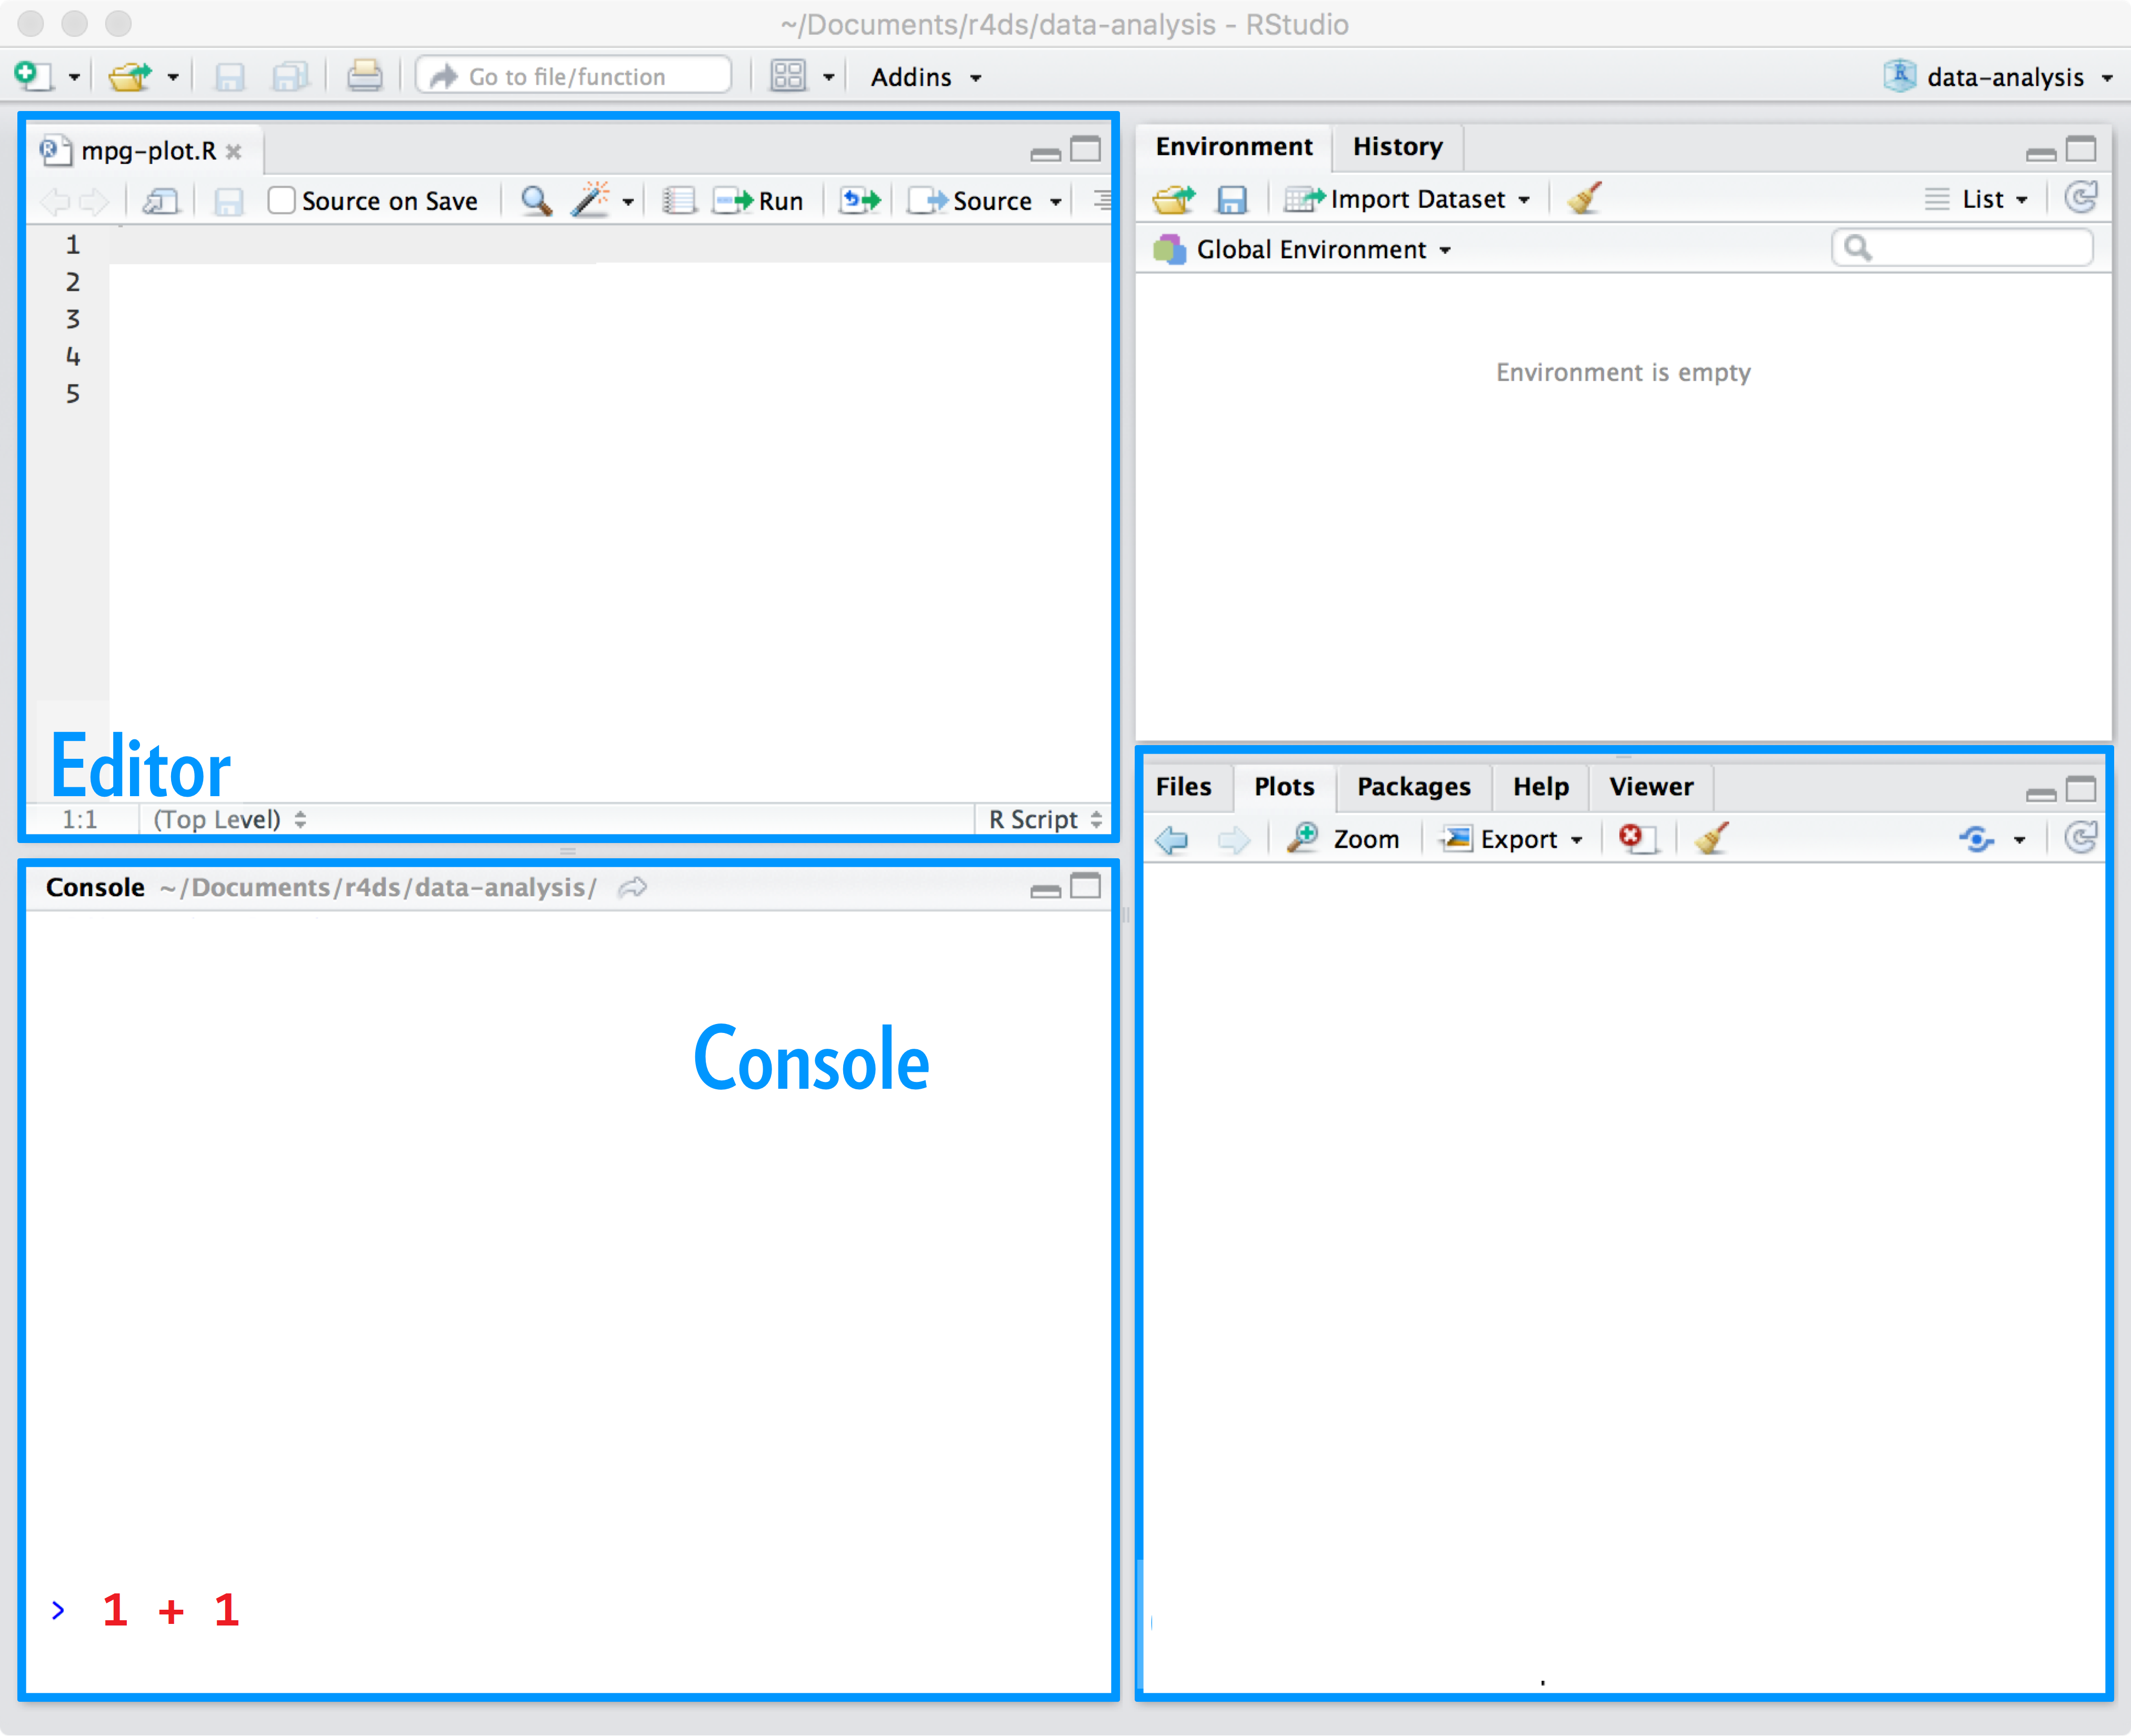 ~/Documents/r4ds/data-analysis - RStudio
Go to file/function
Addins
data-analysis
mpg-plot.R
Source on Save
Run
Source
1
2
3
4
5
Editor
1:1
(Top Level)
R Script
Console ~/Documents/r4ds/data-analysis/
Console
> 1 + 1
Environment
History
Import Dataset
List
Global Environment
Environment is empty
Files
Plots
Packages
Help
Viewer
Zoom
Export